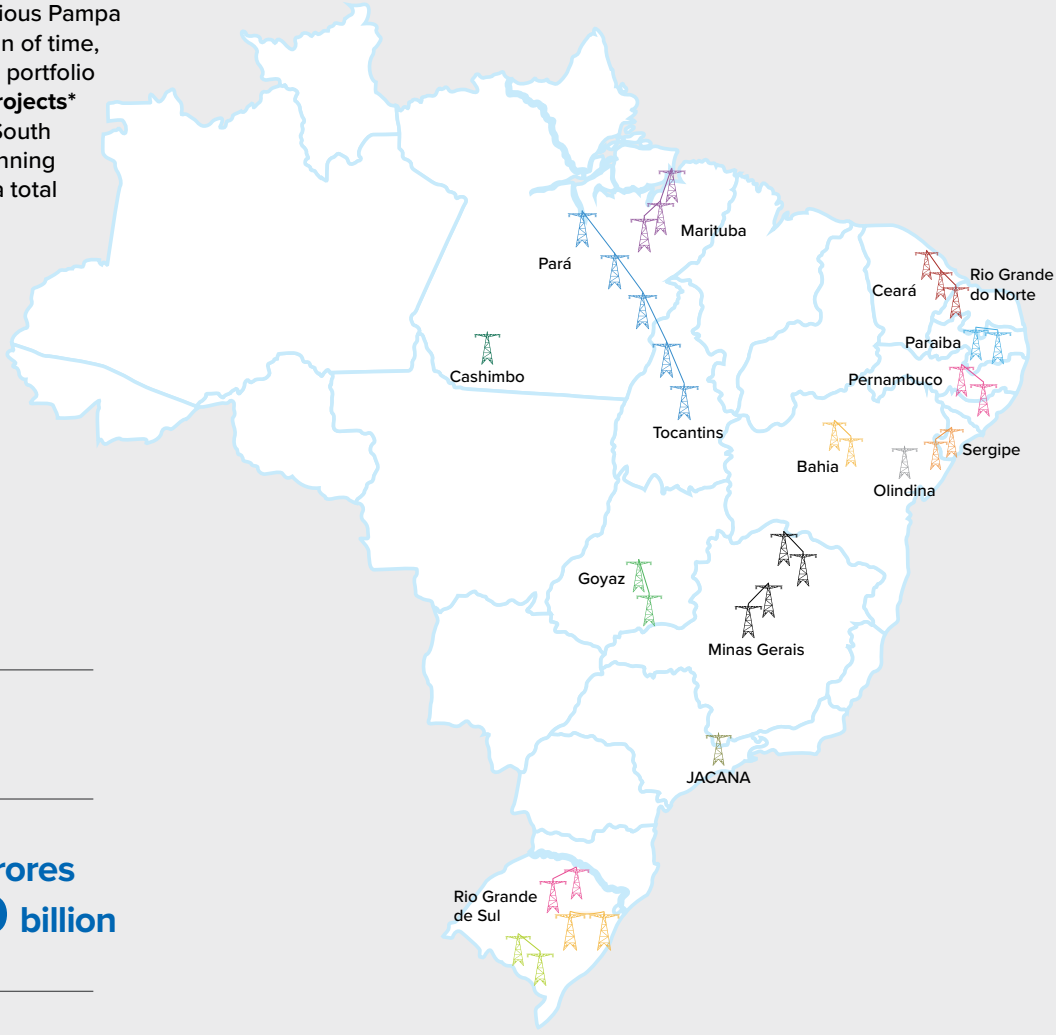 ious Pampa
n of time,
portfolio
rojects*
South
nning
a total
Marituba
Pará
Rio Grande
do Norte
Ceará
Paraiba
Cashimbo
Pernambuco
Tocantins
Sergipe
Bahia
Olindina
Goyaz
Minas Gerais
JACANA
rores
billion
Rio Grande
de Sul